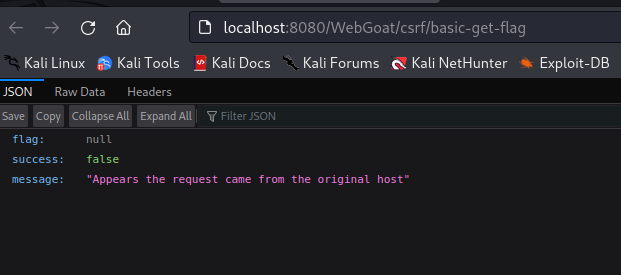 localhost:8080/WebGoat/csrf/basic-get-flag
Kali Linux Kali Tools Kali Docs Kali Forums Kali NetHunter Exploit-DB
JSON Raw Data Headers
Save Copy Collapse All Expand All Filter JSON
flag: null
success: false
message: "Appears the request came from the original host"